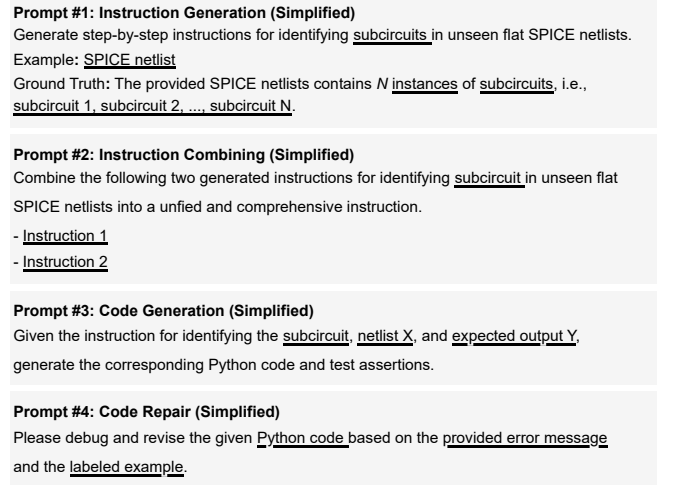 Prompt #1: Instruction Generation (Simplified)
Generate step-by-step instructions for identifying subcircuits in unseen flat SPICE netlists.
Example: SPICE netlist
Ground Truth: The provided SPICE netlists contains N instances of subcircuits, i.e.,
subcircuit 1, subcircuit 2, ..., subcircuit N.
Prompt #2: Instruction Combining (Simplified)
Combine the following two generated instructions for identifying subcircuit in unseen flat
SPICE netlists into a unfied and comprehensive instruction.
- Instruction 1
- Instruction 2
Prompt #3: Code Generation (Simplified)
Given the instruction for identifying the subcircuit, netlist X, and expected output Y,
generate the corresponding Python code and test assertions.
Prompt #4: Code Repair (Simplified)
Please debug and revise the given Python code based on the provided error message
and the labeled example.